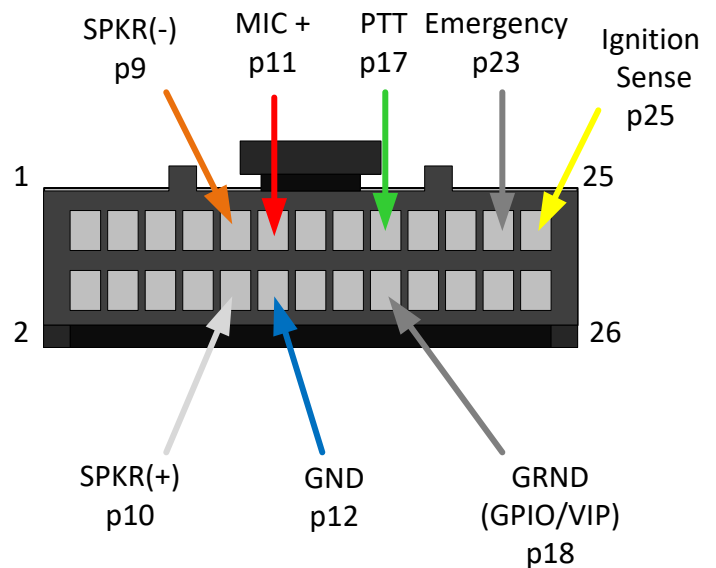 SPKR(-)
p9
MIC +
p11
PTT
p17
Emergency
p23
Ignition
Sense
p25
1
25
2
26
SPKR(+)
p10
GND
p12
GRND
(GPIO/VIP)
p18